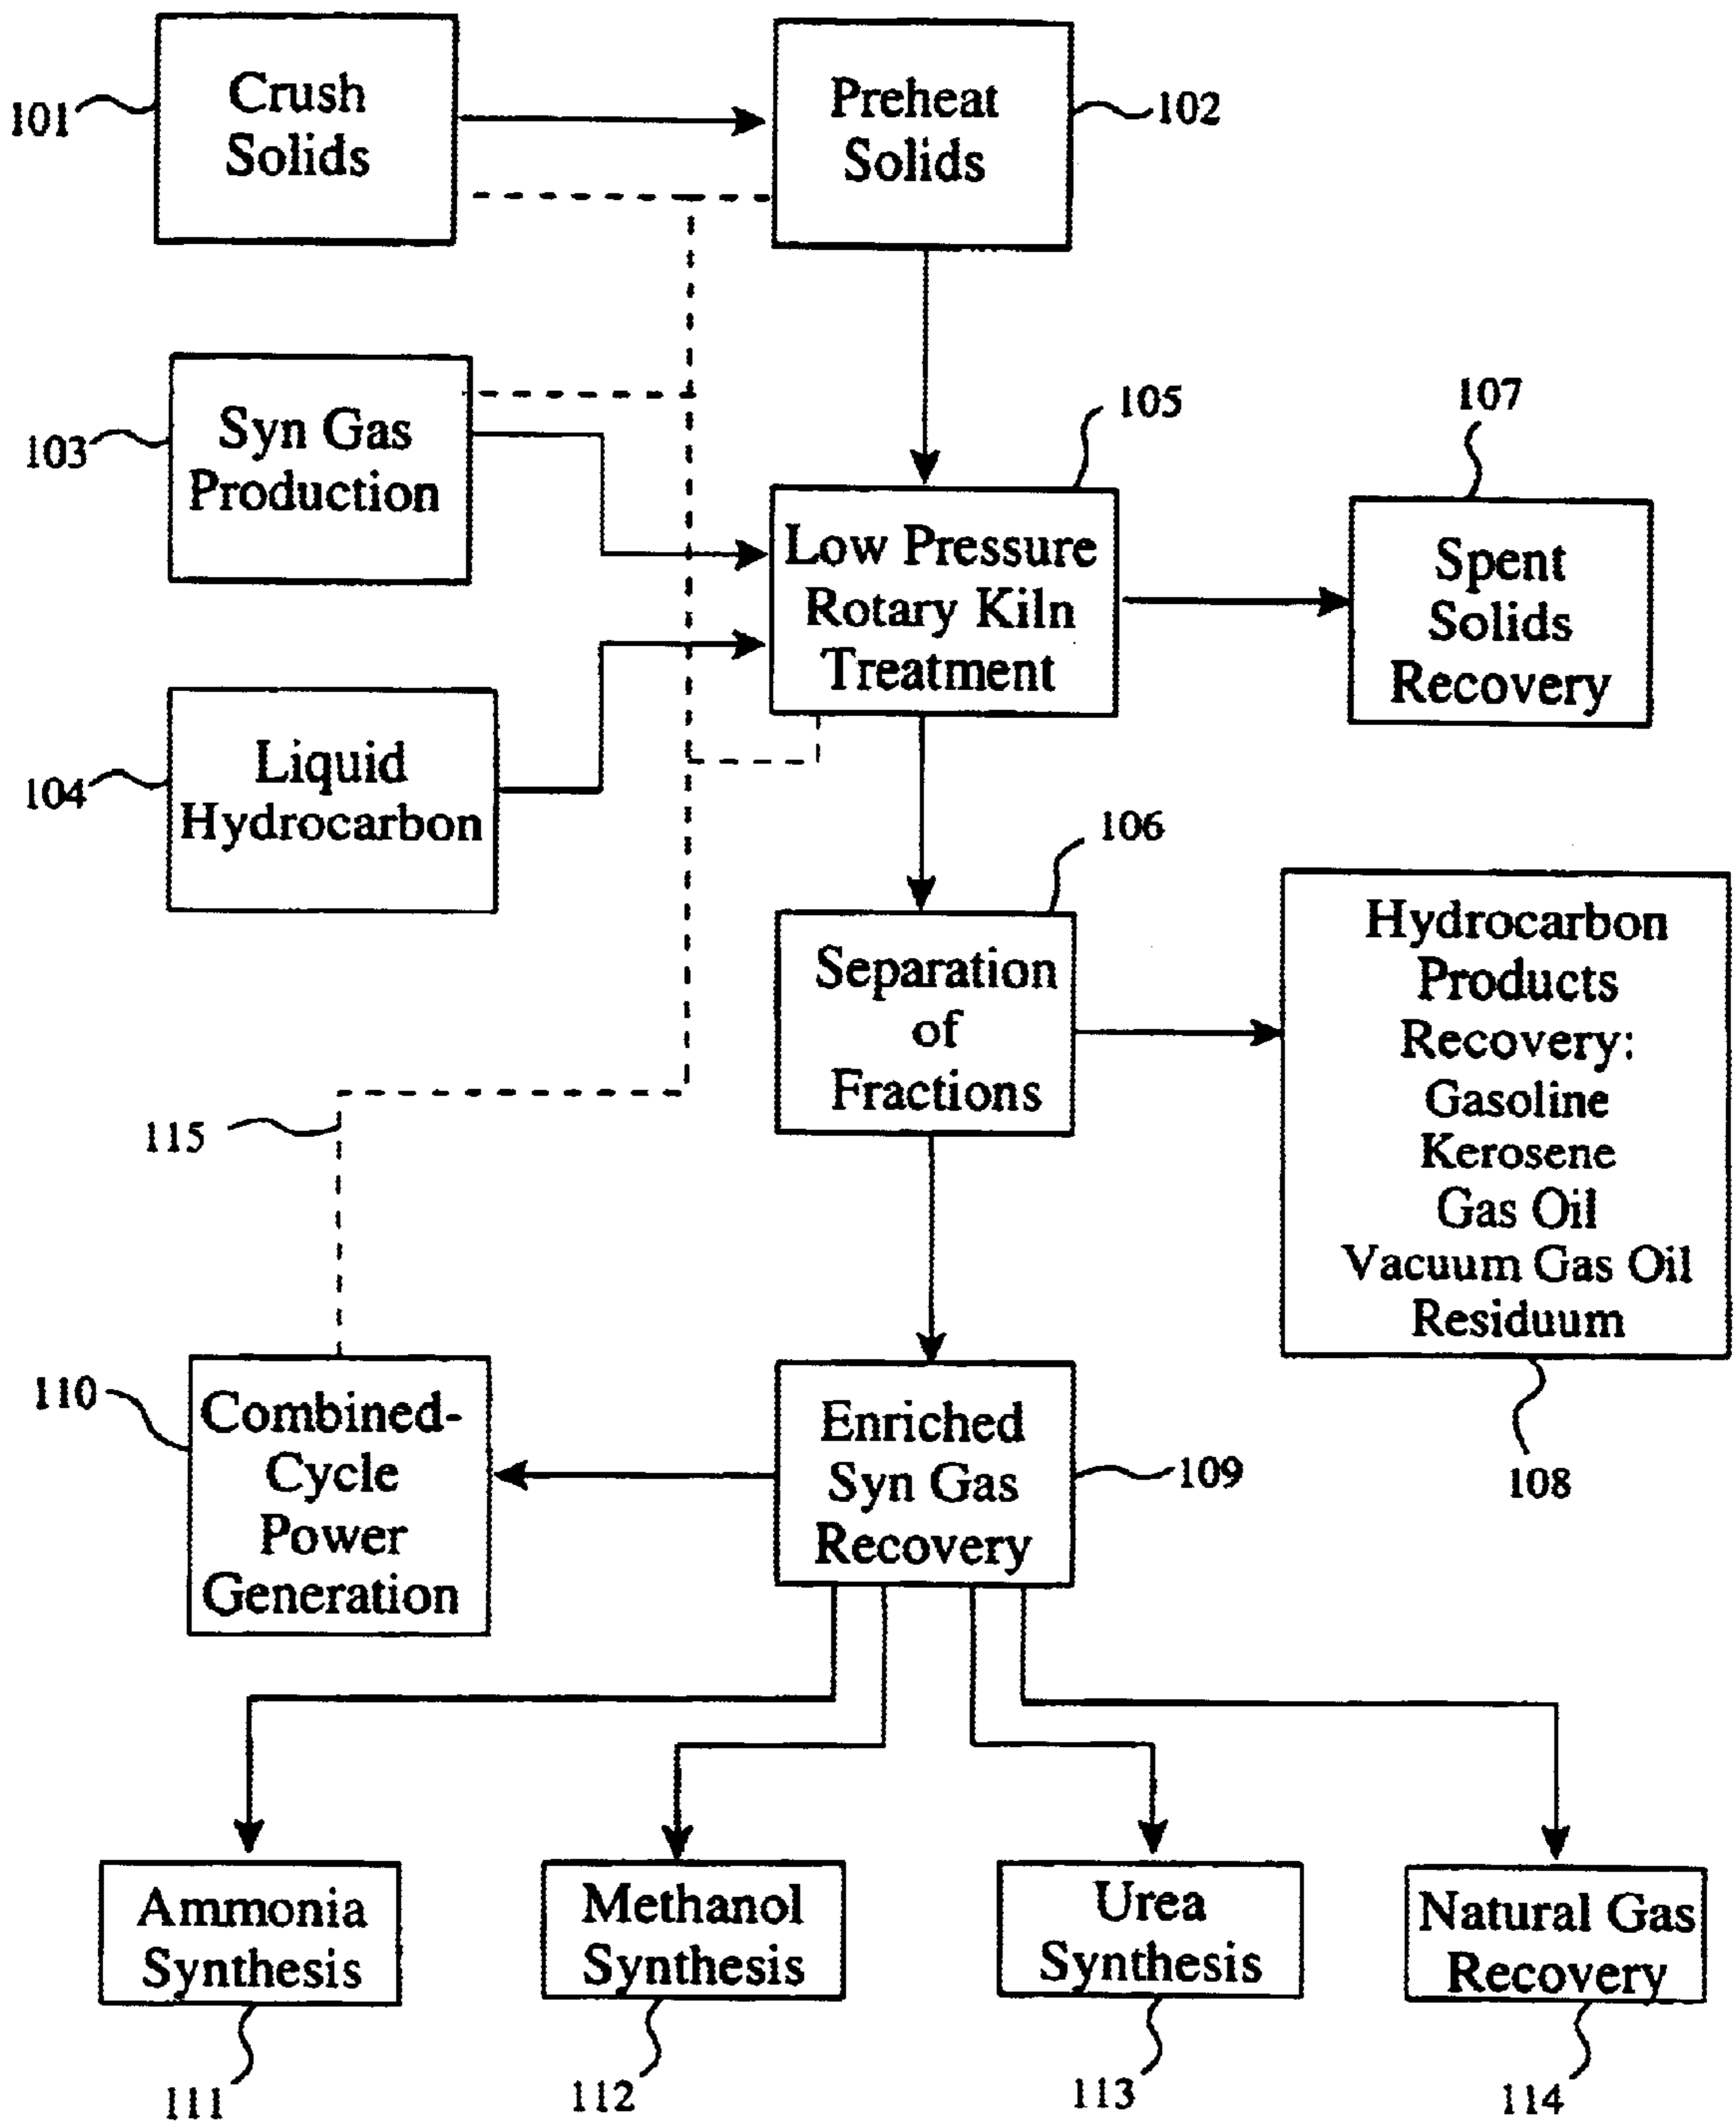 Crush
Solids
101
Preheat
Solids
102
Syn Gas
Production
103
Low Pressure
Rotary Kiln
Treatment
105
107
Spent
Solids
Recovery
Liquid
Hydrocarbon
104
106
Separation
of
Fractions
Hydrocarbon
Products
Recovery:
Gasoline
Kerosene
Gas Oil
Vacuum Gas Oil
Residuum
108
115
110
Combined-
Cycle
Power
Generation
Enriched
Syn Gas
Recovery
109
Ammonia
Synthesis
111
Methanol
Synthesis
112
Urea
Synthesis
113
Natural Gas
Recovery
114